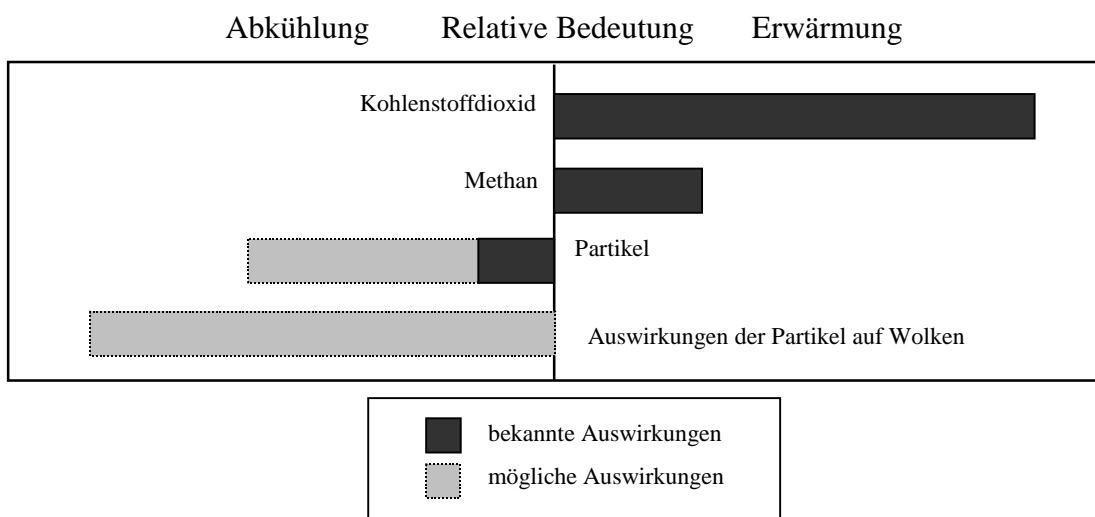 Abkühlung Relative Bedeutung Erwärmung
Kohlenstoffdioxid
Methan
Partikel
Auswirkungen der Partikel auf Wolken
bekannte Auswirkungen
mögliche Auswirkungen